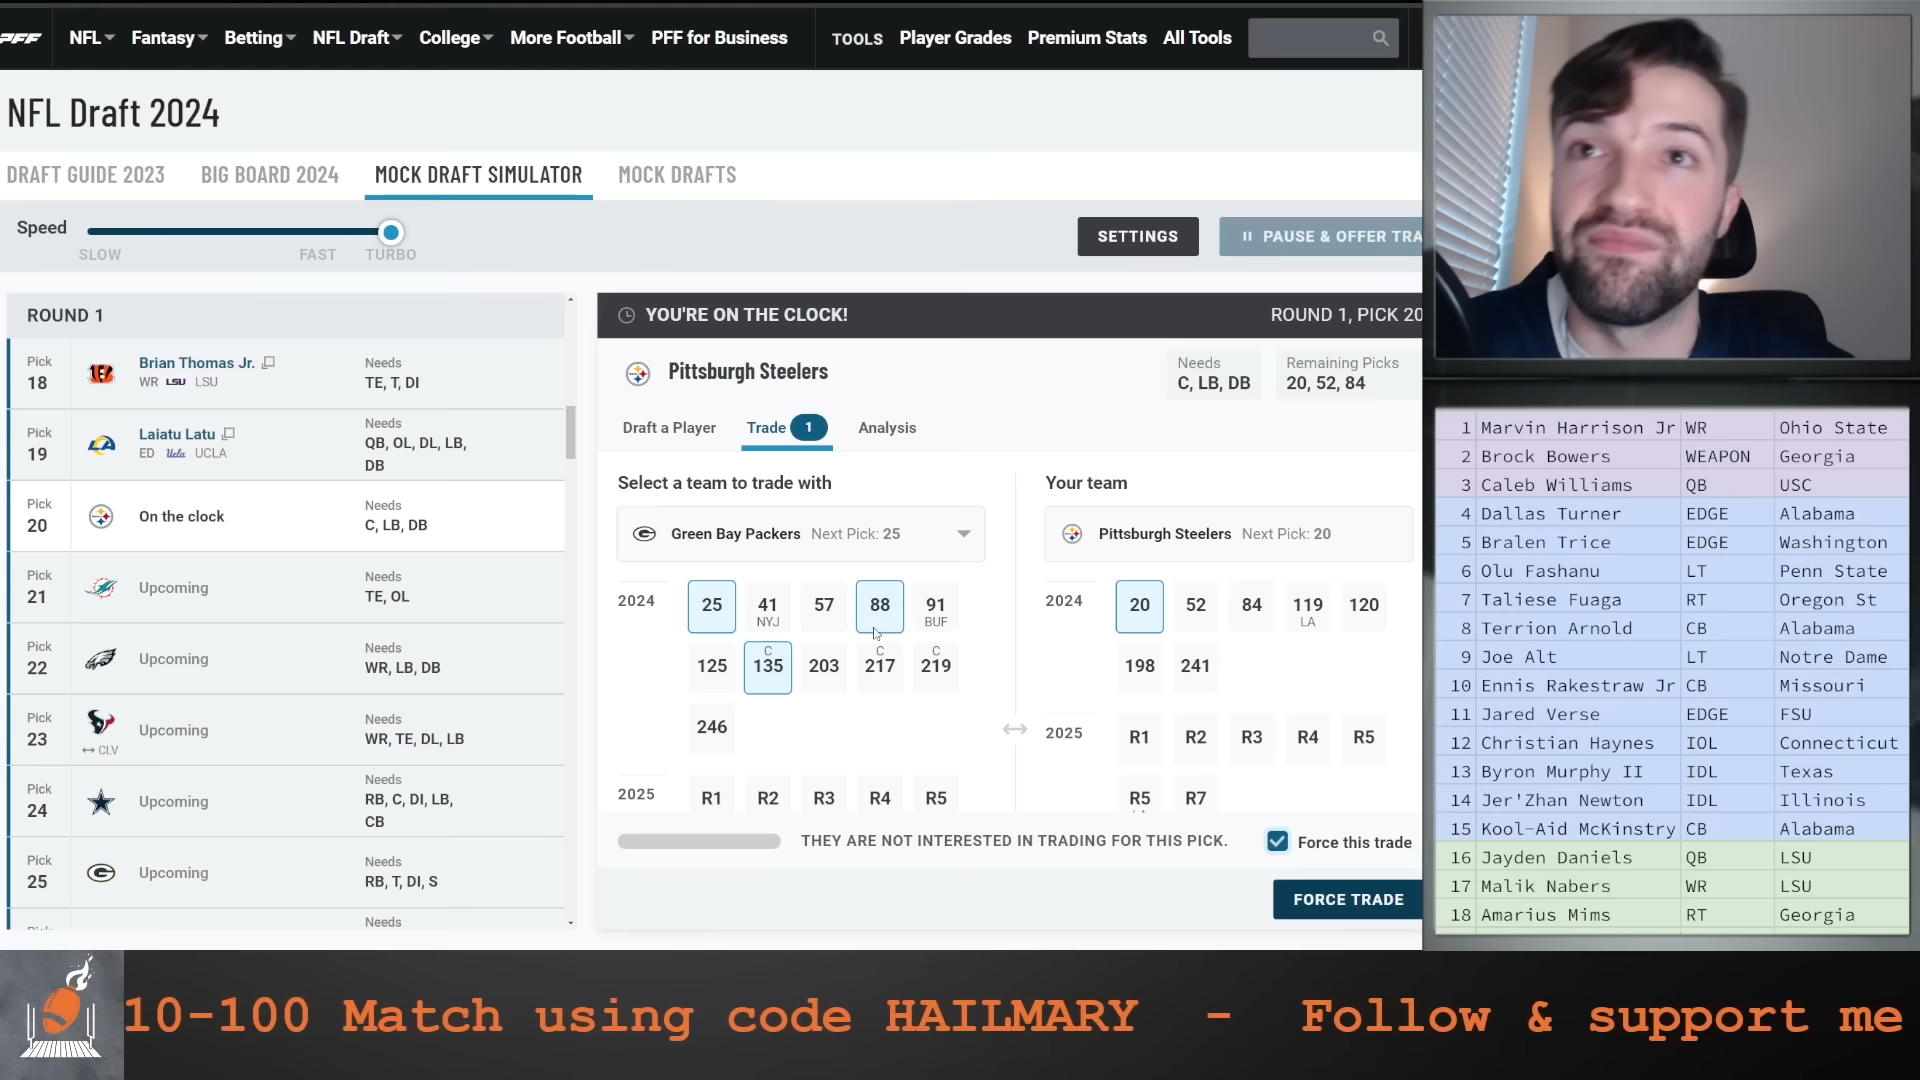 PFF NFL Fantasy Betting NFL Draft College More Football PFF for Business TOOLS Player Grades Premium Stats All Tools
NFL Draft 2024
DRAFT GUIDE 2023 BIG BOARD 2024 MOCK DRAFT SIMULATOR MOCK DRAFTS
Speed
SLOW FAST TURBO
SETTINGS
PAUSE & OFFER TRA
ROUND 1
Pick 18
Brian Thomas Jr.
WR LSU LSU
Needs
TE, T, DI
Pick 19
Laiatu Latu
ED Ucla UCLA
Needs
QB, OL, DL, LB,
DB
Pick 20
On the clock
Needs
C, LB, DB
Pick 21
Upcoming
Needs
TE, OL
Pick 22
Upcoming
Needs
WR, LB, DB
Pick 23
↔ CLV
Upcoming
Needs
WR, TE, DL, LB
Pick 24
Upcoming
Needs
RB, C, DI, LB,
CB
Pick 25
Upcoming
Needs
RB, T, DI, S
Needs
YOU'RE ON THE CLOCK! ROUND 1, PICK 20
Pittsburgh Steelers
Needs
C, LB, DB
Remaining Picks
20, 52, 84
Draft a Player Trade 1 Analysis
Select a team to trade with
Green Bay Packers Next Pick: 25
2024 25 41 NYJ 57 88 91 BUF
125 C 135 203 C 217 C 219
246
2025 R1 R2 R3 R4 R5
Your team
Pittsburgh Steelers Next Pick: 20
2024 20 52 84 119 LA 120
198 241
2025 R1 R2 R3 R4 R5
R5 R7
THEY ARE NOT INTERESTED IN TRADING FOR THIS PICK.
Force this trade
FORCE TRADE
1 Marvin Harrison Jr WR Ohio State
2 Brock Bowers WEAPON Georgia
3 Caleb Williams QB USC
4 Dallas Turner EDGE Alabama
5 Bralen Trice EDGE Washington
6 Olu Fashanu LT Penn State
7 Taliese Fuaga RT Oregon St
8 Terrion Arnold CB Alabama
9 Joe Alt LT Notre Dame
10 Ennis Rakestraw Jr CB Missouri
11 Jared Verse EDGE FSU
12 Christian Haynes IOL Connecticut
13 Byron Murphy II IDL Texas
14 Jer'Zhan Newton IDL Illinois
15 Kool-Aid McKinstry CB Alabama
16 Jayden Daniels QB LSU
17 Malik Nabers WR LSU
18 Amarius Mims RT Georgia
10-100 Match using code HAILMARY - Follow & support me